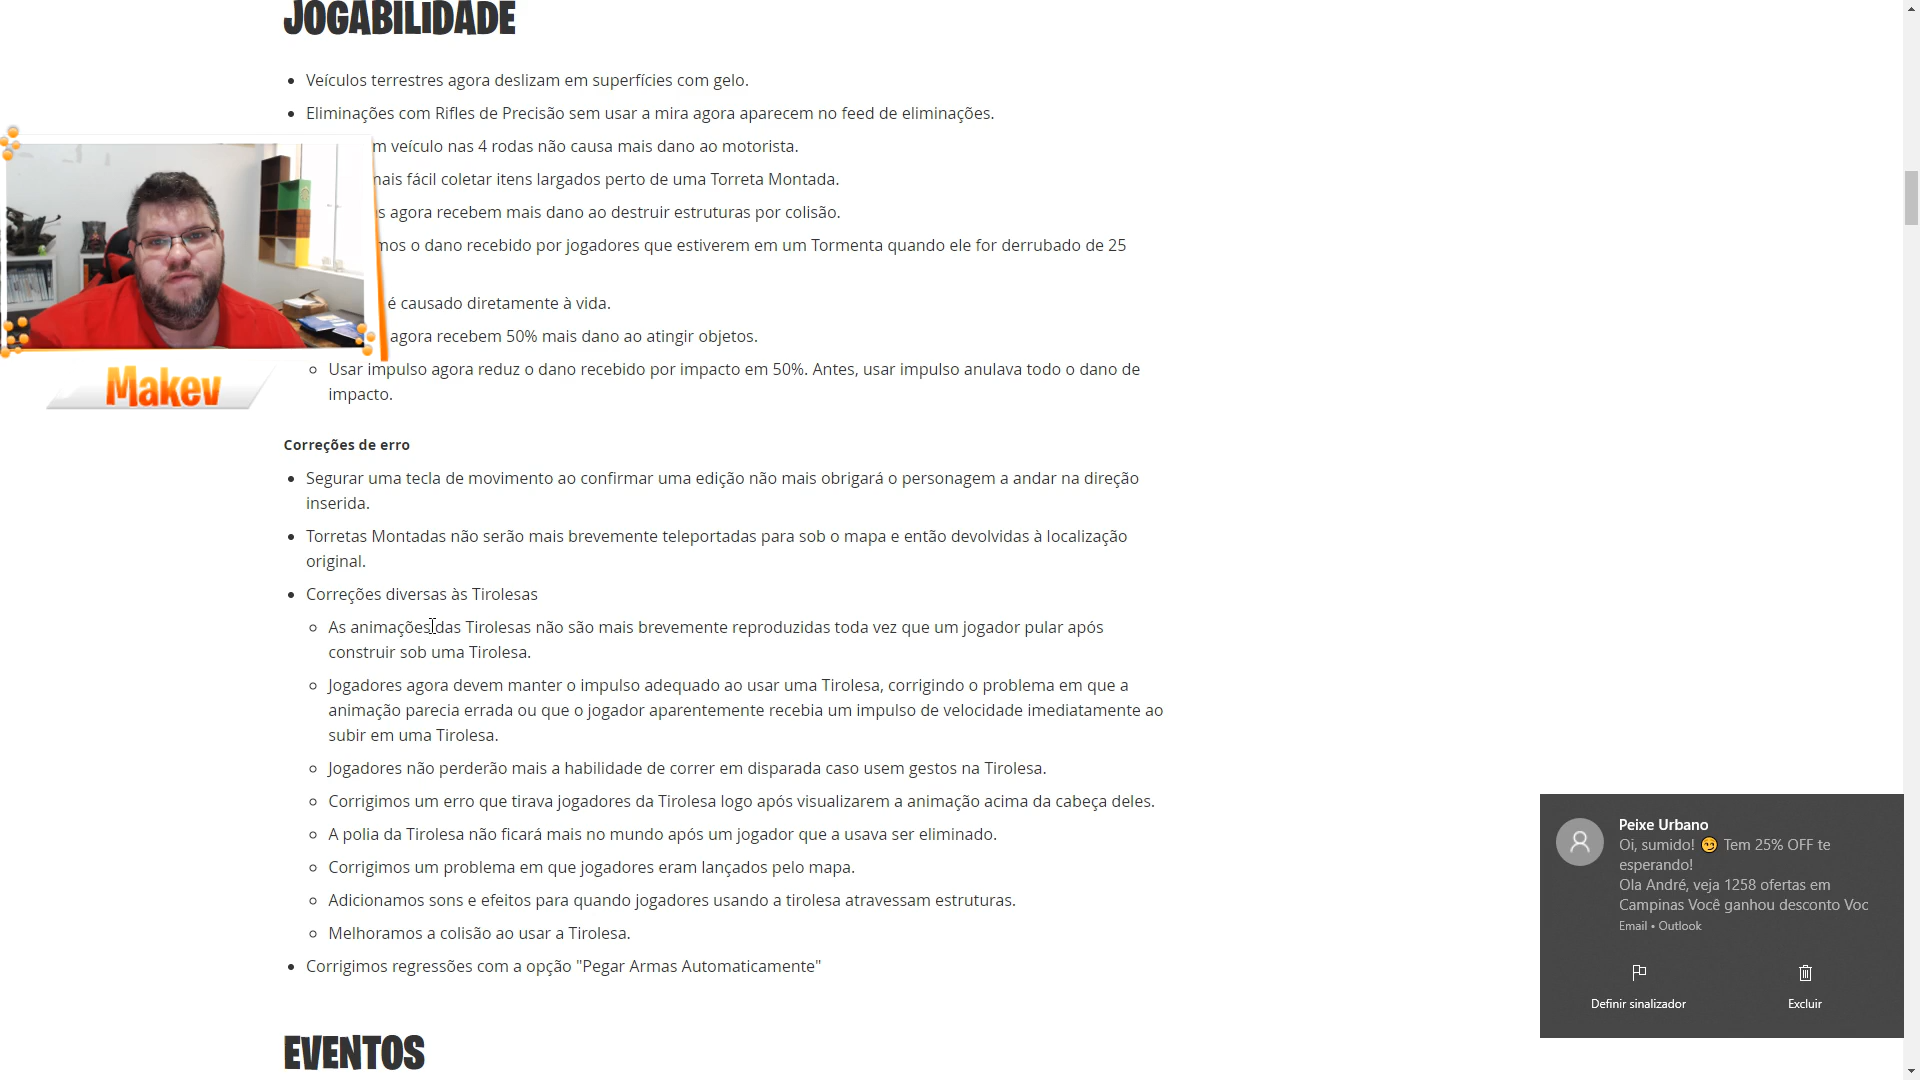 JOGABILIDADE
Veículos terrestres agora deslizam em superfícies com gelo.
Eliminações com Rifles de Precisão sem usar a mira agora aparecem no feed de eliminações.
m veículo nas 4 rodas não causa mais dano ao motorista.
mais fácil coletar itens largados perto de uma Torreta Montada.
s agora recebem mais dano ao destruir estruturas por colisão.
mos o dano recebido por jogadores que estiverem em um Tormenta quando ele for derrubado de 25
é causado diretamente à vida.
agora recebem 50% mais dano ao atingir objetos.
Usar impulso agora reduz o dano recebido por impacto em 50%. Antes, usar impulso anulava todo o dano de
impacto.
Makev
Correções de erro
Segurar uma tecla de movimento ao confirmar uma edição não mais obrigará o personagem a andar na direção
inserida.
Torretas Montadas não serão mais brevemente teleportadas para sob o mapa e então devolvidas à localização
original.
Correções diversas às Tirolesas
As animações das Tirolesas não são mais brevemente reproduzidas toda vez que um jogador pular após
construir sob uma Tirolesa.
Jogadores agora devem manter o impulso adequado ao usar uma Tirolesa, corrigindo o problema em que a
animação parecia errada ou que o jogador aparentemente recebia um impulso de velocidade imediatamente ao
subir em uma Tirolesa.
Jogadores não perderão mais a habilidade de correr em disparada caso usem gestos na Tirolesa.
Corrigimos um erro que tirava jogadores da Tirolesa logo após visualizarem a animação acima da cabeça deles.
A polia da Tirolesa não ficará mais no mundo após um jogador que a usava ser eliminado.
Corrigimos um problema em que jogadores eram lançados pelo mapa.
Adicionamos sons e efeitos para quando jogadores usando a tirolesa atravessam estruturas.
Melhoramos a colisão ao usar a Tirolesa.
Corrigimos regressões com a opção "Pegar Armas Automaticamente"
EVENTOS
Peixe Urbano
Oi, sumido! 😏 Tem 25% OFF te
esperando!
Ola André, veja 1258 ofertas em
Campinas Você ganhou desconto Voc
Email • Outlook
Definir sinalizador
Excluir